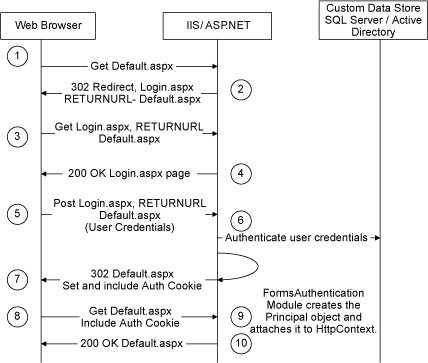 Web Browser
IIS/ ASP.NET
Custom Data Store
SQL Server / Active
Directory
1
Get Default.aspx
302 Redirect, Login.aspx
RETURNURL- Default.aspx
2
3
Get Login.aspx, RETURNURL
Default.aspx
200 OK Login.aspx page
4
5
Post Login.aspx, RETURNURL
Default.aspx
(User Credentials)
6
Authenticate user credentials
7
302 Default.aspx
Set and include Auth Cookie
8
Get Default.aspx
Include Auth Cookie
9
FormsAuthentication
Module creates the
Principal object and
attaches it to HttpContext.
200 OK Default.aspx
10